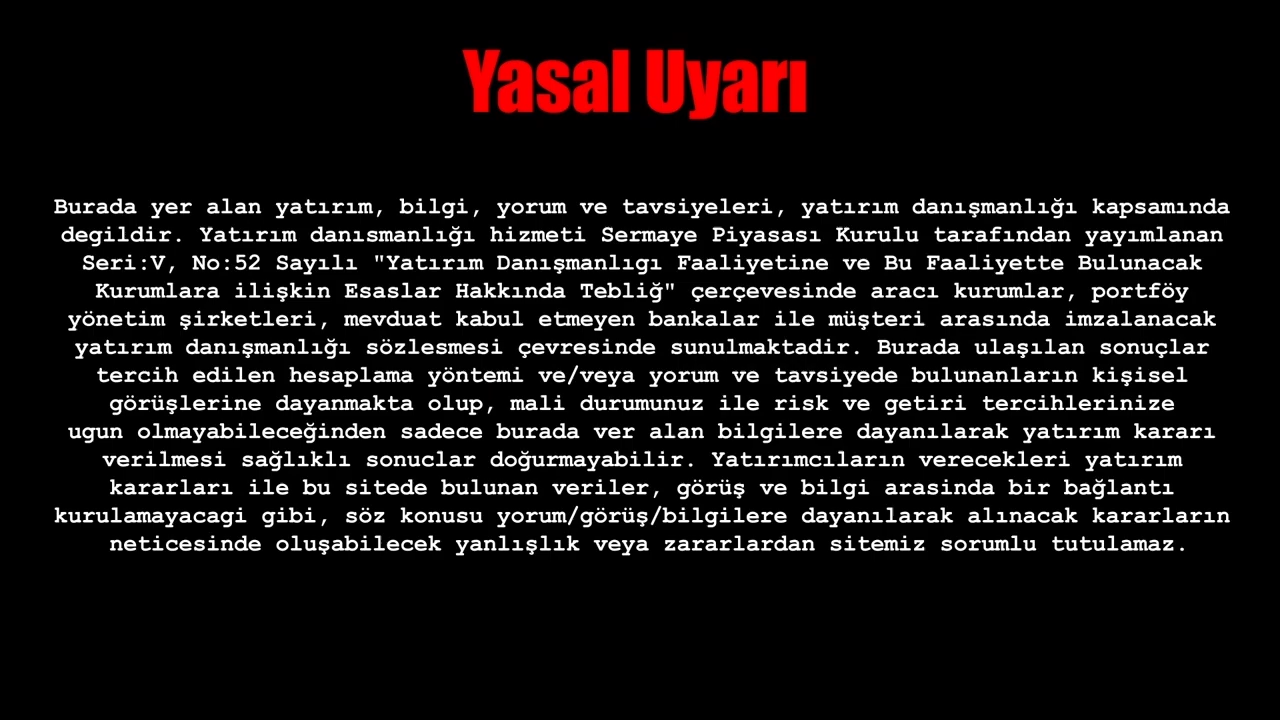 Yasal Uyarı
Burada yer alan yatırım, bilgi, yorum ve tavsiyeleri, yatırım danışmanlığı kapsamında
degildir. Yatırım danısmanlığı hizmeti Sermaye Piyasası Kurulu tarafından yayımlanan
Seri:V, No:52 Sayılı "Yatırım Danışmanlıgı Faaliyetine ve Bu Faaliyette Bulunacak
Kurumlara ilişkin Esaslar Hakkında Tebliğ" çerçevesinde aracı kurumlar, portföy
yönetim şirketleri, mevduat kabul etmeyen bankalar ile müşteri arasında imzalanacak
yatırım danışmanlığı sözlesmesi çevresinde sunulmaktadir. Burada ulaşılan sonuçlar
tercih edilen hesaplama yöntemi ve/veya yorum ve tavsiyede bulunanların kişisel
görüşlerine dayanmakta olup, mali durumunuz ile risk ve getiri tercihlerinize
ugun olmayabileceğinden sadece burada ver alan bilgilere dayanılarak yatırım kararı
verilmesi sağlıklı sonuclar doğurmayabilir. Yatırımcıların verecekleri yatırım
kararları ile bu sitede bulunan veriler, görüş ve bilgi arasinda bir bağlantı
kurulamayacagi gibi, söz konusu yorum/görüş/bilgilere dayanılarak alınacak kararların
neticesinde oluşabilecek yanlışlık veya zararlardan sitemiz sorumlu tutulamaz.